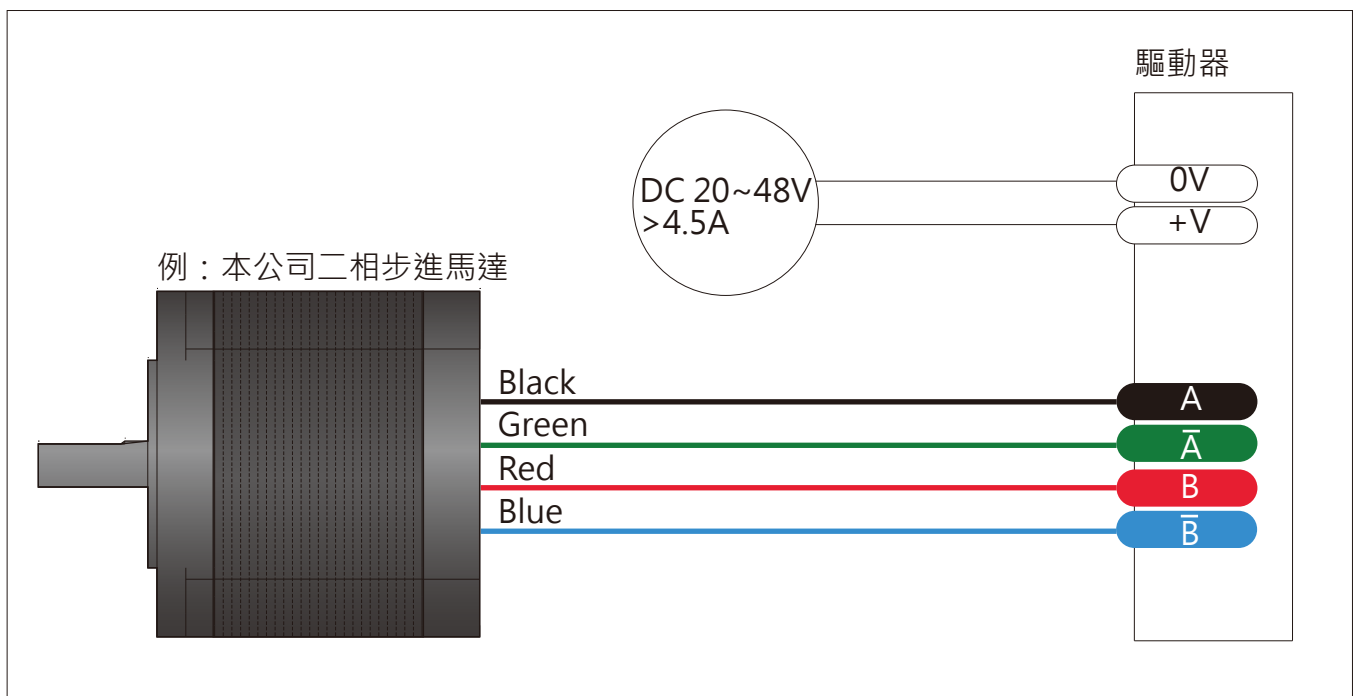 驅動器
DC 20~48V
>4.5A
0V
+V
例：本公司二相步進馬達
Black
A
Green
A̅
Red
B
Blue
B̅